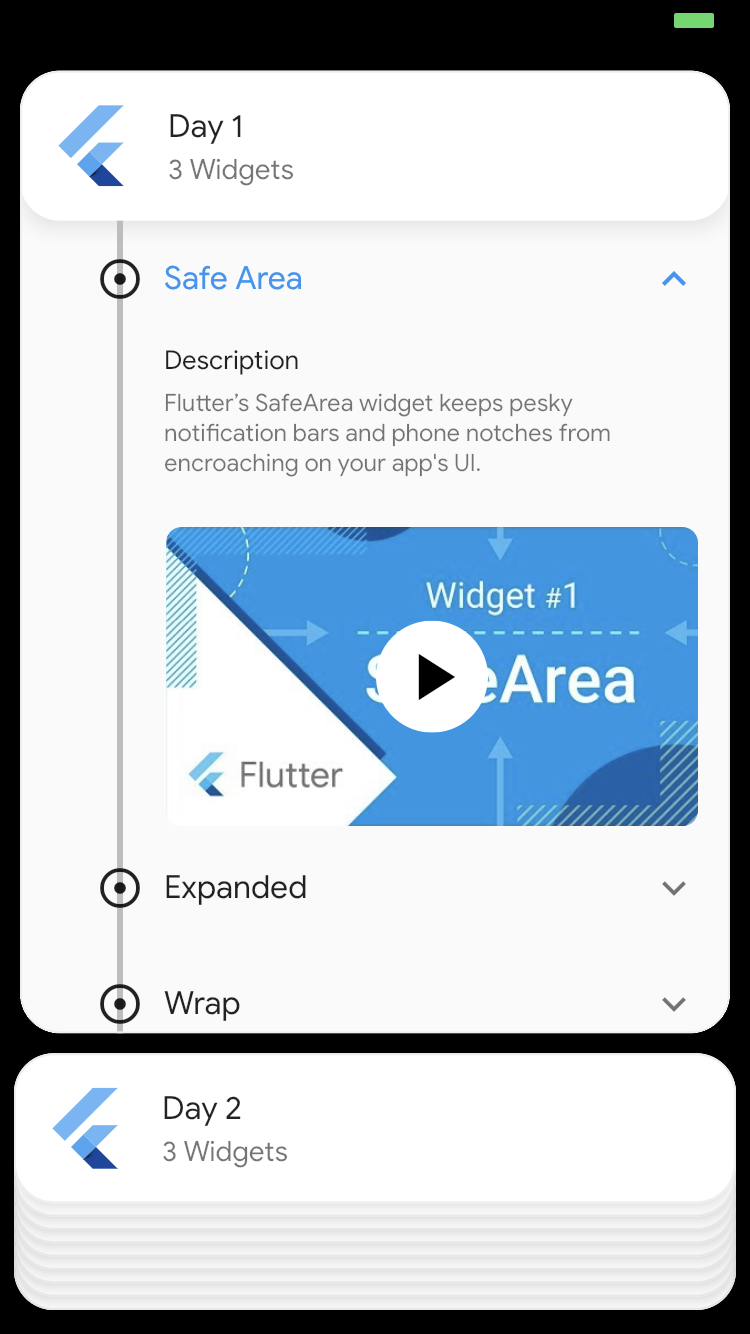 Day 1
3 Widgets
Safe Area
Description
Flutter’s SafeArea widget keeps pesky
notification bars and phone notches from
encroaching on your app's UI.
Widget #1
eArea
Flutter
Expanded
Wrap
Day 2
3 Widgets